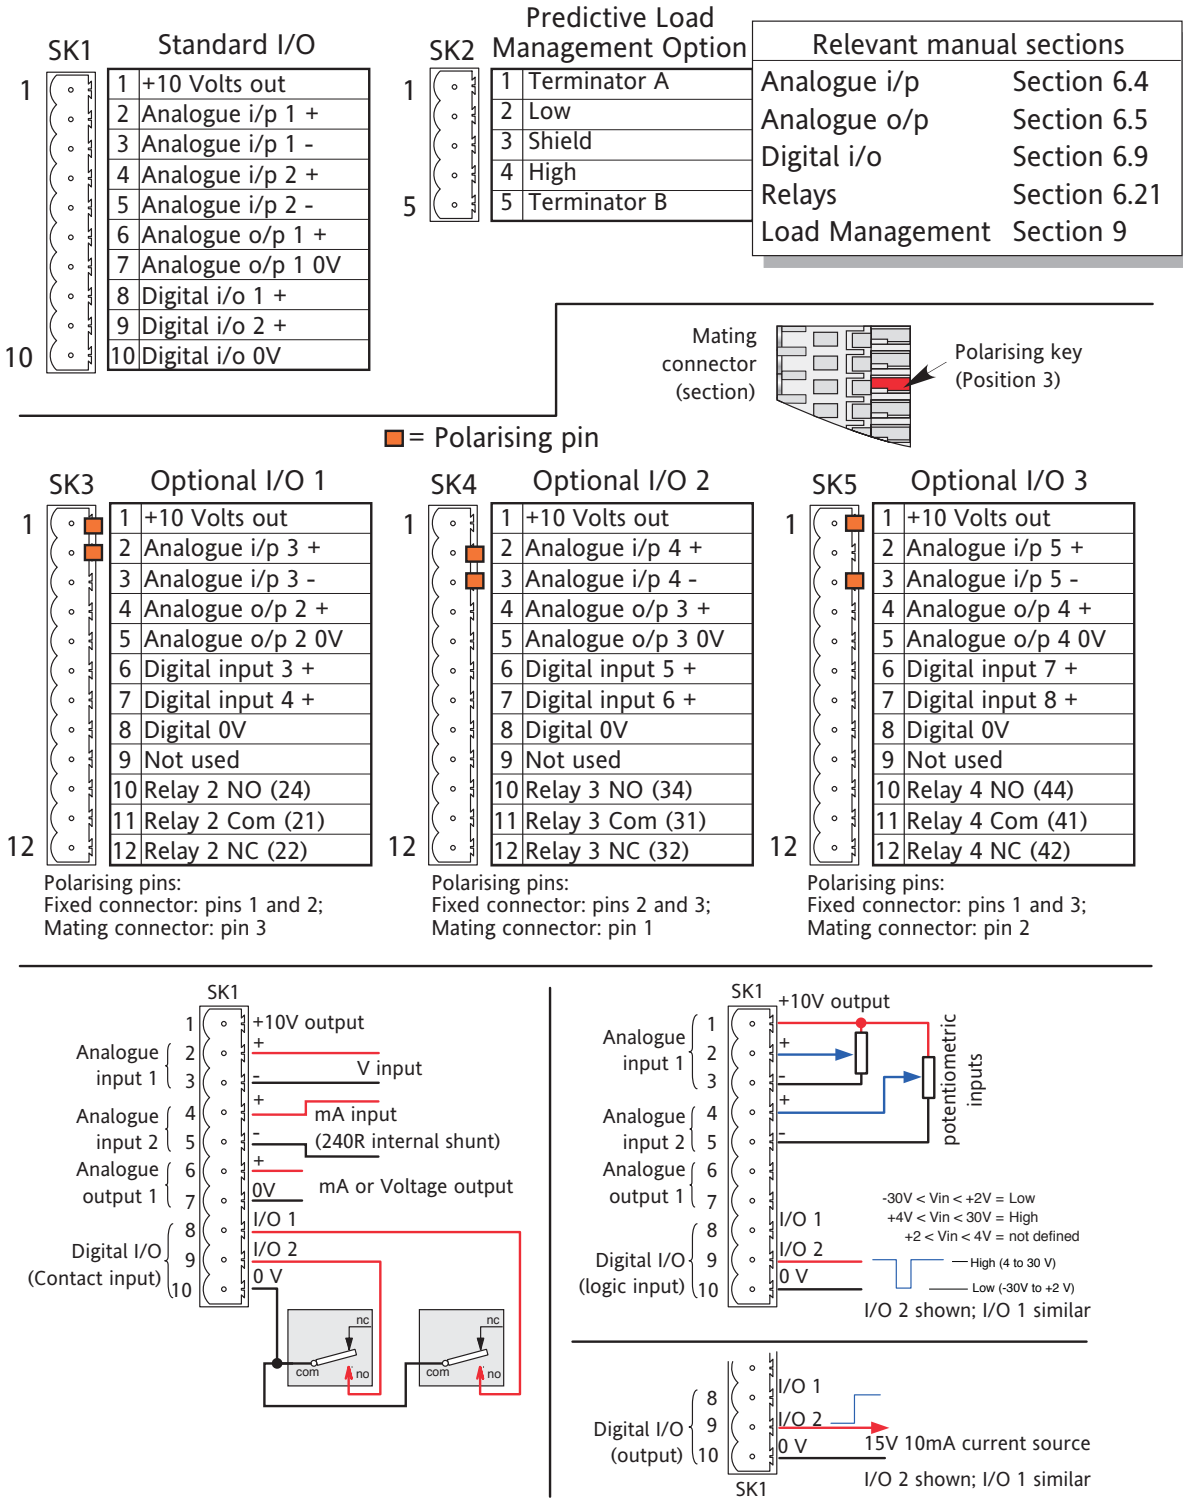 SK1
Standard I/O
1
10
1 +10 Volts out
2 Analogue i/p 1 +
3 Analogue i/p 1 -
4 Analogue i/p 2 +
5 Analogue i/p 2 -
6 Analogue o/p 1 +
7 Analogue o/p 1 0V
8 Digital i/o 1 +
9 Digital i/o 2 +
10 Digital i/o 0V
Predictive Load
SK2 Management Option
1
5
1 Terminator A
2 Low
3 Shield
4 High
5 Terminator B
Relevant manual sections
Analogue i/p Section 6.4
Analogue o/p Section 6.5
Digital i/o Section 6.9
Relays Section 6.21
Load Management Section 9
Mating
connector
(section)
Polarising key
(Position 3)
= Polarising pin
SK3
Optional I/O 1
1
12
1 +10 Volts out
2 Analogue i/p 3 +
3 Analogue i/p 3 -
4 Analogue o/p 2 +
5 Analogue o/p 2 0V
6 Digital input 3 +
7 Digital input 4 +
8 Digital 0V
9 Not used
10 Relay 2 NO (24)
11 Relay 2 Com (21)
12 Relay 2 NC (22)
Polarising pins:
Fixed connector: pins 1 and 2;
Mating connector: pin 3
SK4
Optional I/O 2
1
12
1 +10 Volts out
2 Analogue i/p 4 +
3 Analogue i/p 4 -
4 Analogue o/p 3 +
5 Analogue o/p 3 0V
6 Digital input 5 +
7 Digital input 6 +
8 Digital 0V
9 Not used
10 Relay 3 NO (34)
11 Relay 3 Com (31)
12 Relay 3 NC (32)
Polarising pins:
Fixed connector: pins 2 and 3;
Mating connector: pin 1
SK5
Optional I/O 3
1
12
1 +10 Volts out
2 Analogue i/p 5 +
3 Analogue i/p 5 -
4 Analogue o/p 4 +
5 Analogue o/p 4 0V
6 Digital input 7 +
7 Digital input 8 +
8 Digital 0V
9 Not used
10 Relay 4 NO (44)
11 Relay 4 Com (41)
12 Relay 4 NC (42)
Polarising pins:
Fixed connector: pins 1 and 3;
Mating connector: pin 2
SK1
1 +10V output
Analogue
input 1
2 +
3 -
V input
Analogue
input 2
4 +
5 -
mA input
(240R internal shunt)
Analogue
output 1
6 +
7 0V
mA or Voltage output
Digital I/O
(Contact input)
8 I/O 1
9 I/O 2
10 0 V
nc
com
no
nc
com
no
SK1
1 +10V output
Analogue
input 1
2 +
3 -
Analogue
input 2
4 +
5 -
potentiometric
inputs
Analogue
output 1
6
7
-30V < Vin < +2V = Low
+4V < Vin < 30V = High
+2 < Vin < 4V = not defined
Digital I/O
(logic input)
8 I/O 1
9 I/O 2
10 0 V
High (4 to 30 V)
Low (-30V to +2 V)
I/O 2 shown; I/O 1 similar
Digital I/O
(output)
8 I/O 1
9 I/O 2
10 0 V
15V 10mA current source
I/O 2 shown; I/O 1 similar
SK1